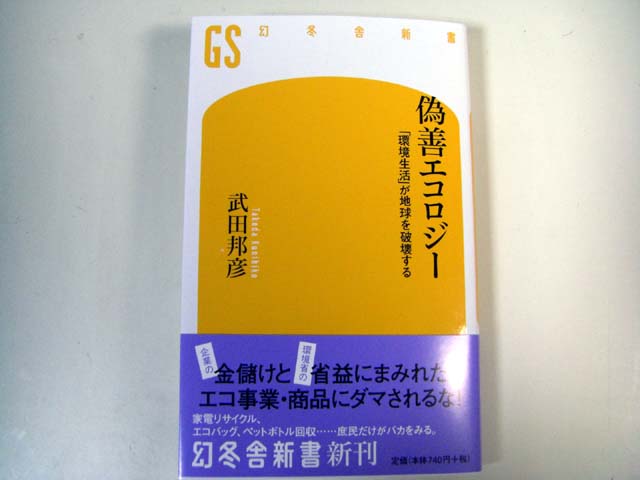 GS 幻冬舎新書
偽善エコロジー
「環境生活」が地球を破壊する
武田邦彦
Takeda Kunihiko
企業の
金儲けと
環境省の
省益にまみれた
エコ事業・商品にダマされるな!
家電リサイクル、
エコバッグ、ペットボトル回収……庶民だけがバカをみる。
幻冬舎新書新刊
定価(本体740円+税)